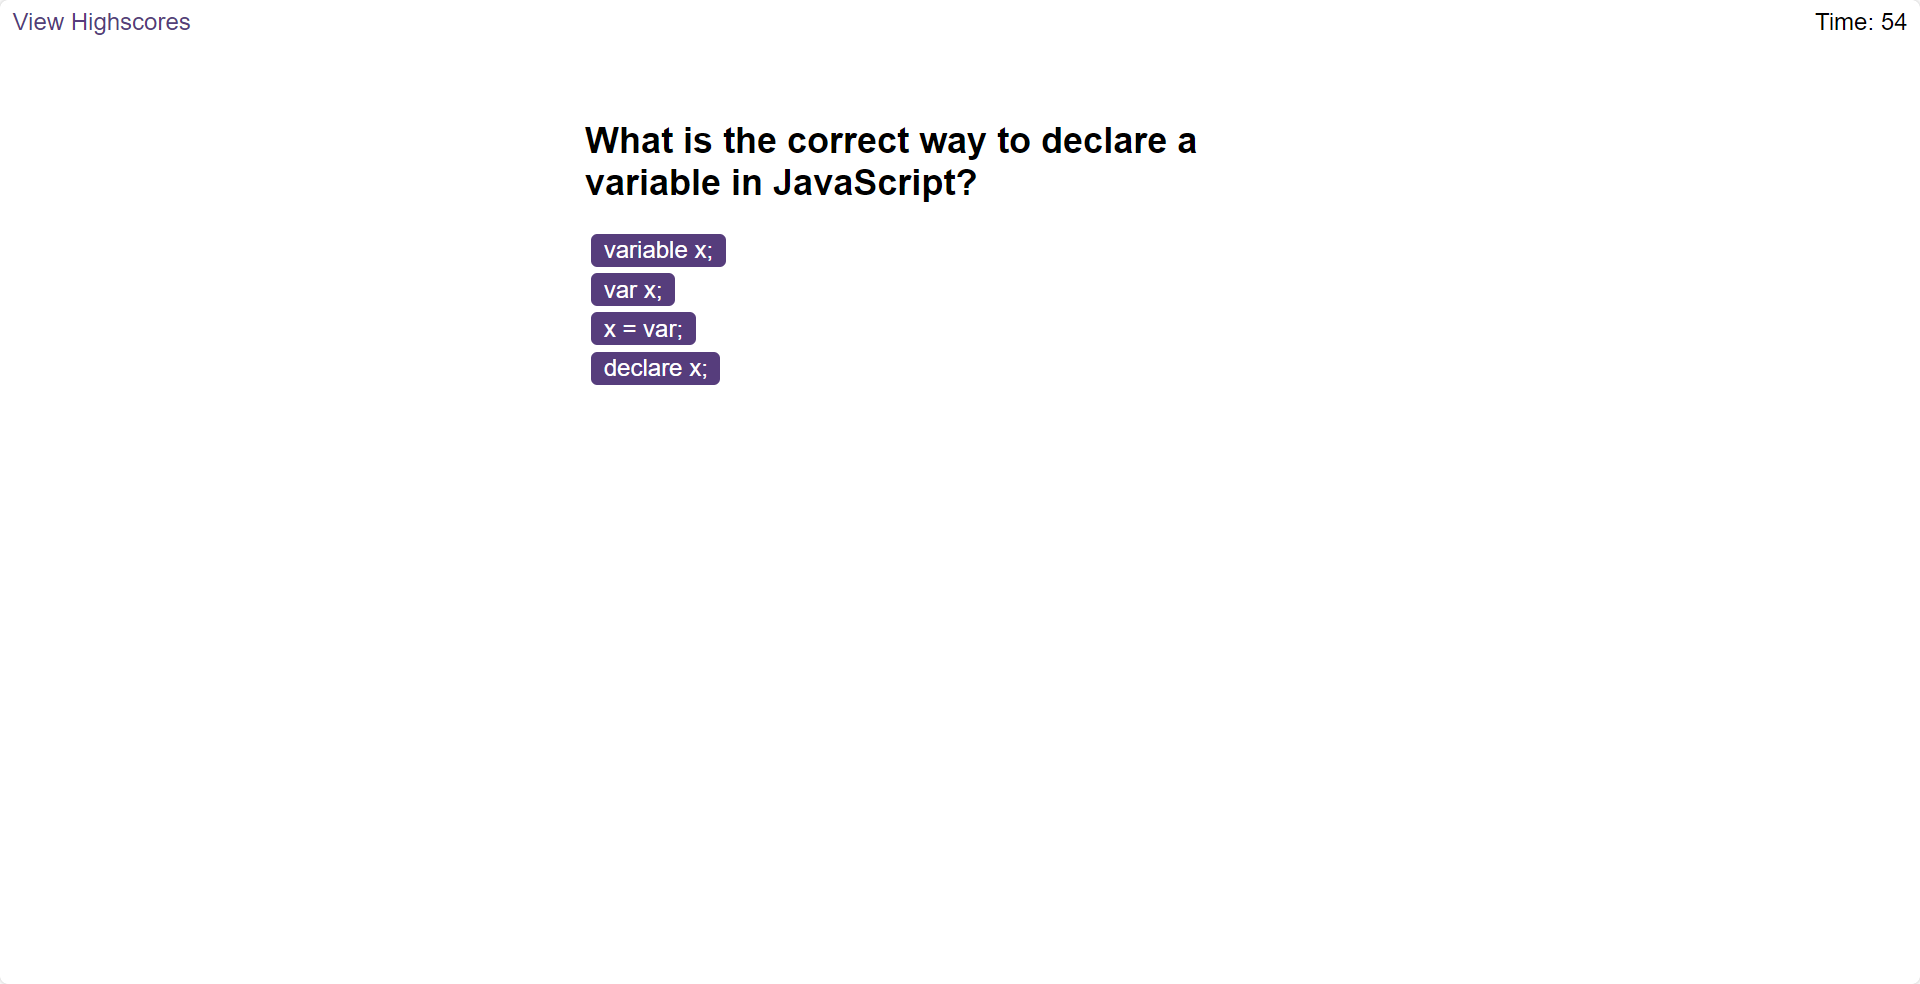 View Highscores
Time: 54
What is the correct way to declare a
variable in JavaScript?
variable x;
var x;
x = var;
declare x;